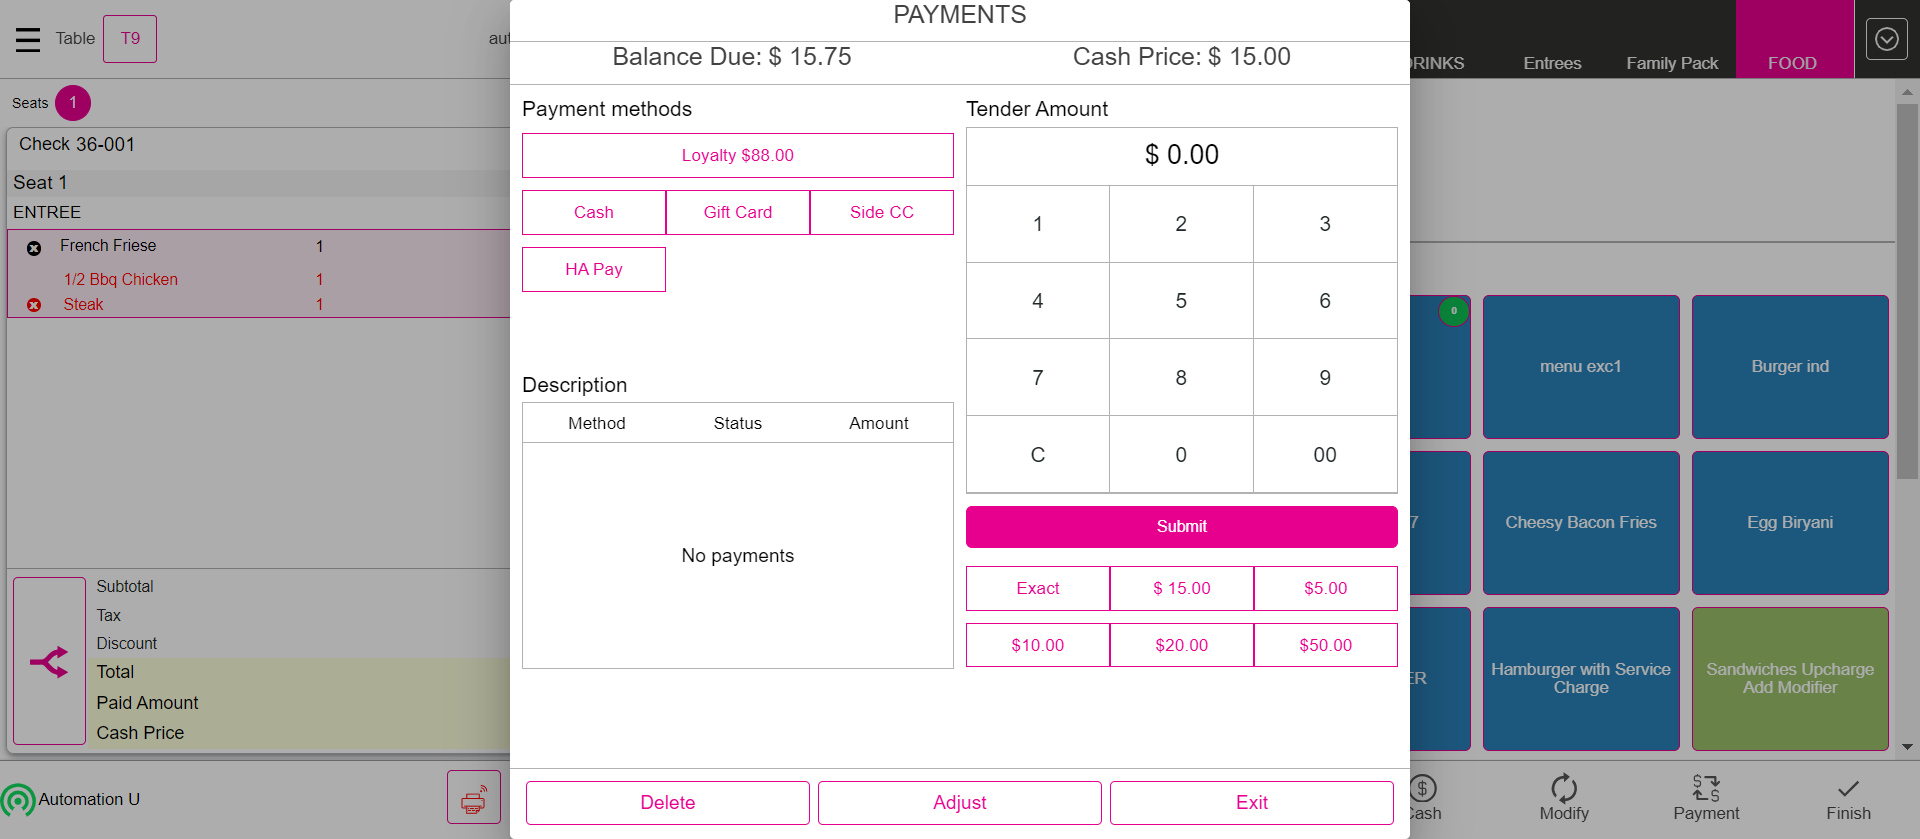 Table
T9
Seats
1
Check 36-001
Seat 1
ENTREE
French Friese 1
1/2 Bbq Chicken 1
Steak 1
Subtotal
Tax
Discount
Total
Paid Amount
Cash Price
Automation U
PAYMENTS
Balance Due: $ 15.75
Cash Price: $ 15.00
Payment methods
Loyalty $88.00
Cash
Gift Card
Side CC
HA Pay
Description
Method Status Amount
No payments
Tender Amount
$ 0.00
1 2 3
4 5 6
7 8 9
C 0 00
Submit
Exact
$ 15.00
$5.00
$10.00
$20.00
$50.00
Delete
Adjust
Exit
Entrees
Family Pack
FOOD
0
menu exc1
Burger ind
7
Cheesy Bacon Fries
Egg Biryani
Hamburger with Service
Charge
Sandwiches Upcharge
Add Modifier
Modify
Payment
Finish